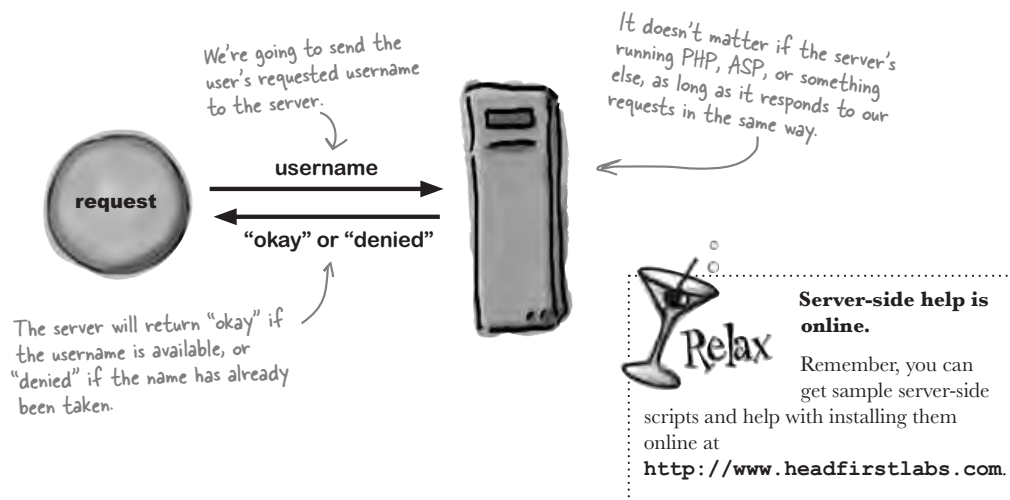 We're going to send the
user's requested username
to the server.
It doesn't matter if the server's
running PHP, ASP, or something
else, as long as it responds to our
requests in the same way.
request
username
"okay" or "denied"
The server will return "okay" if
the username is available, or
"denied" if the name has already
been taken.
Relax
Server-side help is
online.
Remember, you can
get sample server-side
scripts and help with installing them
online at
http://www.headfirstlabs.com.